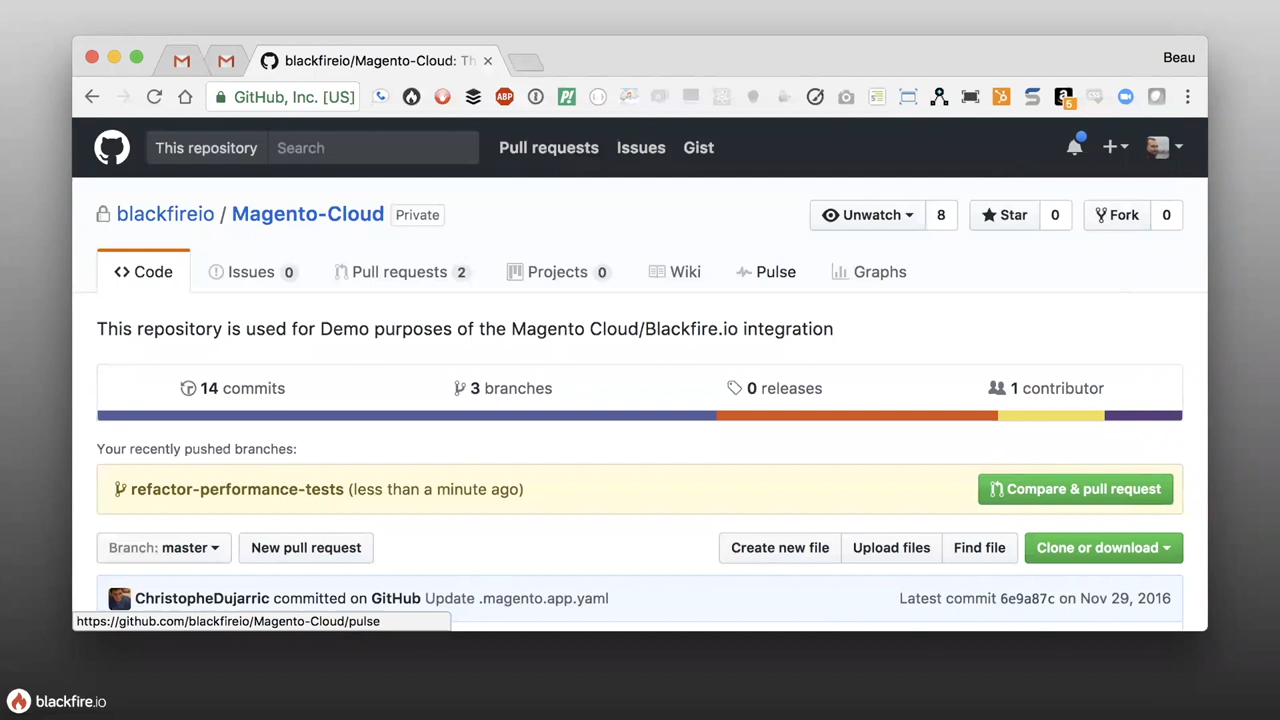 blackfireio/Magento-Cloud: Th
Beau
GitHub, Inc. [US]
ABP
5
This repository
Search
Pull requests
Issues
Gist
blackfireio / Magento-Cloud
Private
Unwatch
8
Star
0
Fork
0
Code
Issues 0
Pull requests 2
Projects 0
Wiki
Pulse
Graphs
This repository is used for Demo purposes of the Magento Cloud/Blackfire.io integration
14 commits
3 branches
0 releases
1 contributor
Your recently pushed branches:
refactor-performance-tests (less than a minute ago)
Compare & pull request
Branch: master
New pull request
Create new file
Upload files
Find file
Clone or download
ChristopheDujarric committed on GitHub Update .magento.app.yaml
Latest commit 6e9a87c on Nov 29, 2016
https://github.com/blackfireio/Magento-Cloud/pulse
blackfire.io